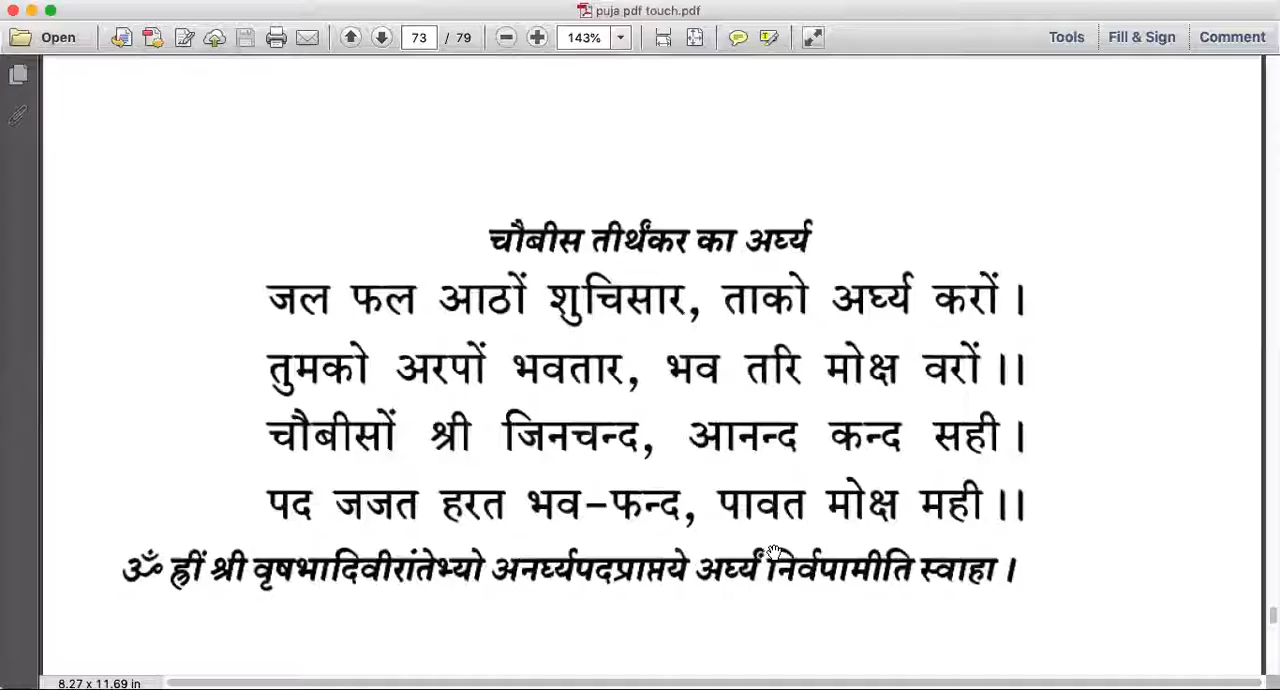 puja pdf touch.pdf
Open 73 / 79 143% Tools Fill & Sign Comment
चौबीस तीर्थंकर का अर्घ्य
जल फल आठों शुचिसार, ताको अर्घ्य करों ।
तुमको अरपों भवतार, भव तरि मोक्ष वरों ।।
चौबीसों श्री जिनचन्द, आनन्द कन्द सही ।
पद जजत हरत भव-फन्द, पावत मोक्ष मही ।।
ॐ ह्रीं श्री वृषभादिवीरांतेभ्यो अनर्घ्यपदप्राप्तये अर्घ्यं निर्वपामीति स्वाहा ।
8.27 x 11.69 in